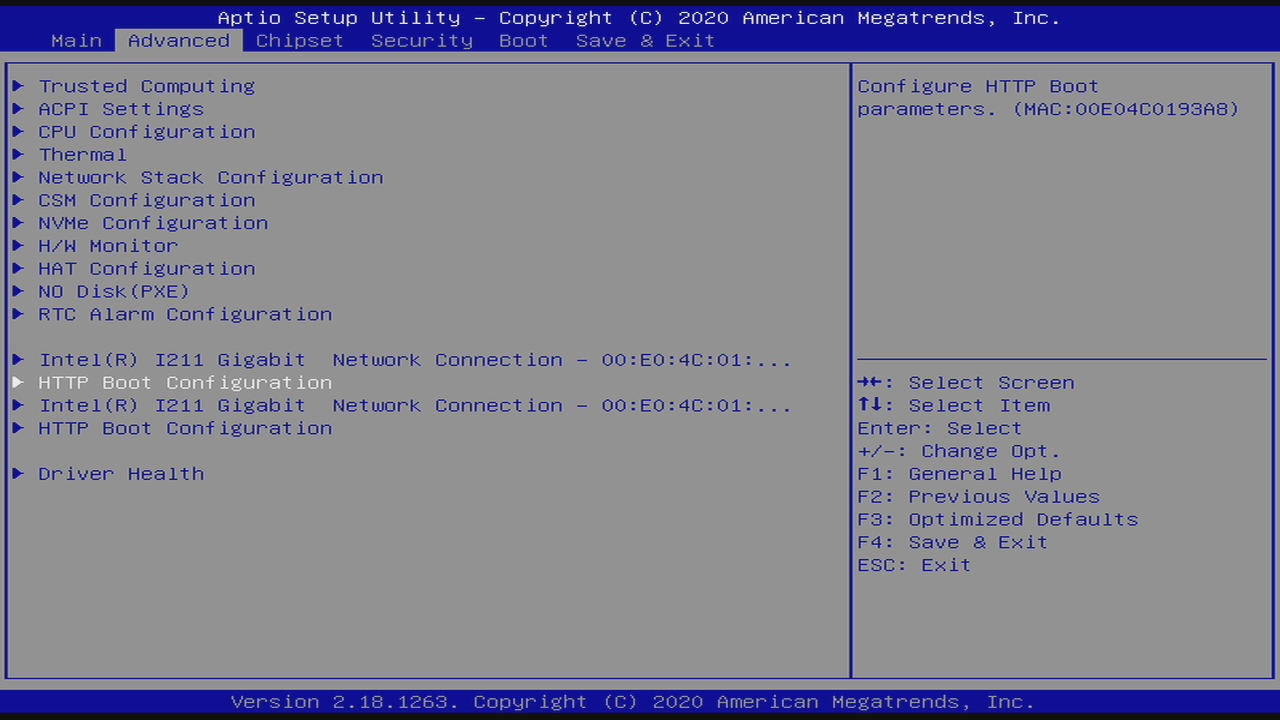 Aptio Setup Utility – Copyright (C) 2020 American Megatrends, Inc.
Main Advanced Chipset Security Boot Save & Exit
▶ Trusted Computing
▶ ACPI Settings
▶ CPU Configuration
▶ Thermal
▶ Network Stack Configuration
▶ CSM Configuration
▶ NVMe Configuration
▶ H/W Monitor
▶ HAT Configuration
▶ NO Disk(PXE)
▶ RTC Alarm Configuration
▶ Intel(R) I211 Gigabit  Network Connection – 00:E0:4C:01:...
▶ HTTP Boot Configuration
▶ Intel(R) I211 Gigabit  Network Connection – 00:E0:4C:01:...
▶ HTTP Boot Configuration
▶ Driver Health
Configure HTTP Boot
parameters. (MAC:00E04C0193A8)
→←: Select Screen
↑↓: Select Item
Enter: Select
+/-: Change Opt.
F1: General Help
F2: Previous Values
F3: Optimized Defaults
F4: Save & Exit
ESC: Exit
Version 2.18.1263. Copyright (C) 2020 American Megatrends, Inc.